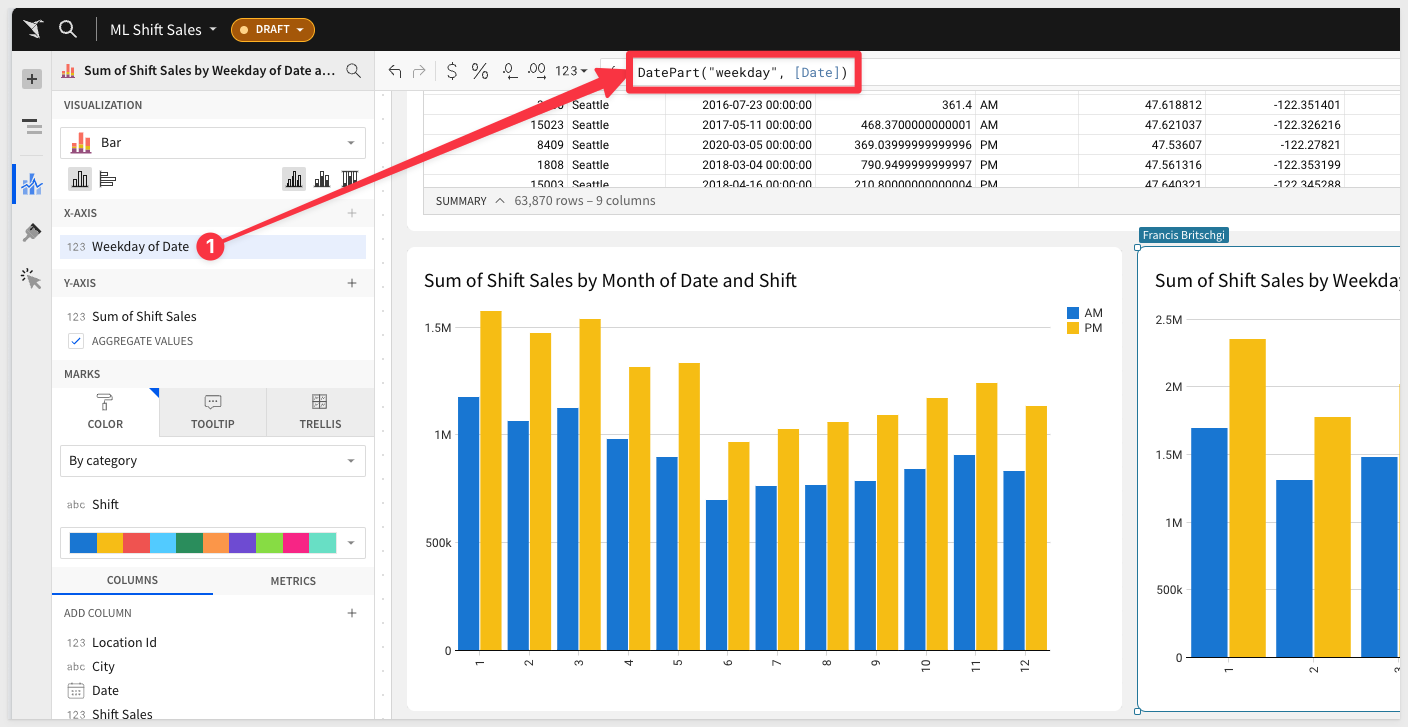 ML Shift Sales
DRAFT
Sum of Shift Sales by Weekday of Date a...
$ % .0 .00 123
DatePart("weekday", [Date])
VISUALIZATION
Bar
X-AXIS
123 Weekday of Date
1
Y-AXIS
123 Sum of Shift Sales
AGGREGATE VALUES
MARKS
COLOR
TOOLTIP
TRELLIS
By category
abc Shift
COLUMNS
METRICS
ADD COLUMN
123 Location Id
abc City
Date
123 Shift Sales
Seattle 2016-07-23 00:00:00 361.4 AM 47.618812 -122.351401
15023 Seattle 2017-05-11 00:00:00 468.3700000000001 AM 47.621037 -122.326216
8409 Seattle 2020-03-05 00:00:00 369.03999999999996 PM 47.53607 -122.27821
1808 Seattle 2018-03-04 00:00:00 790.9499999999997 PM 47.561316 -122.353199
15003 Seattle 2018-04-16 00:00:00 210.80000000000004 PM 47.640321 -122.345288
SUMMARY 63,870 rows – 9 columns
Sum of Shift Sales by Month of Date and Shift
AM
PM
1.5M
1M
500k
0
1 2 3 4 5 6 7 8 9 10 11 12
Francis Britschgi
Sum of Shift Sales by Weekda
2.5M
2M
1.5M
1M
500k
0
1 2